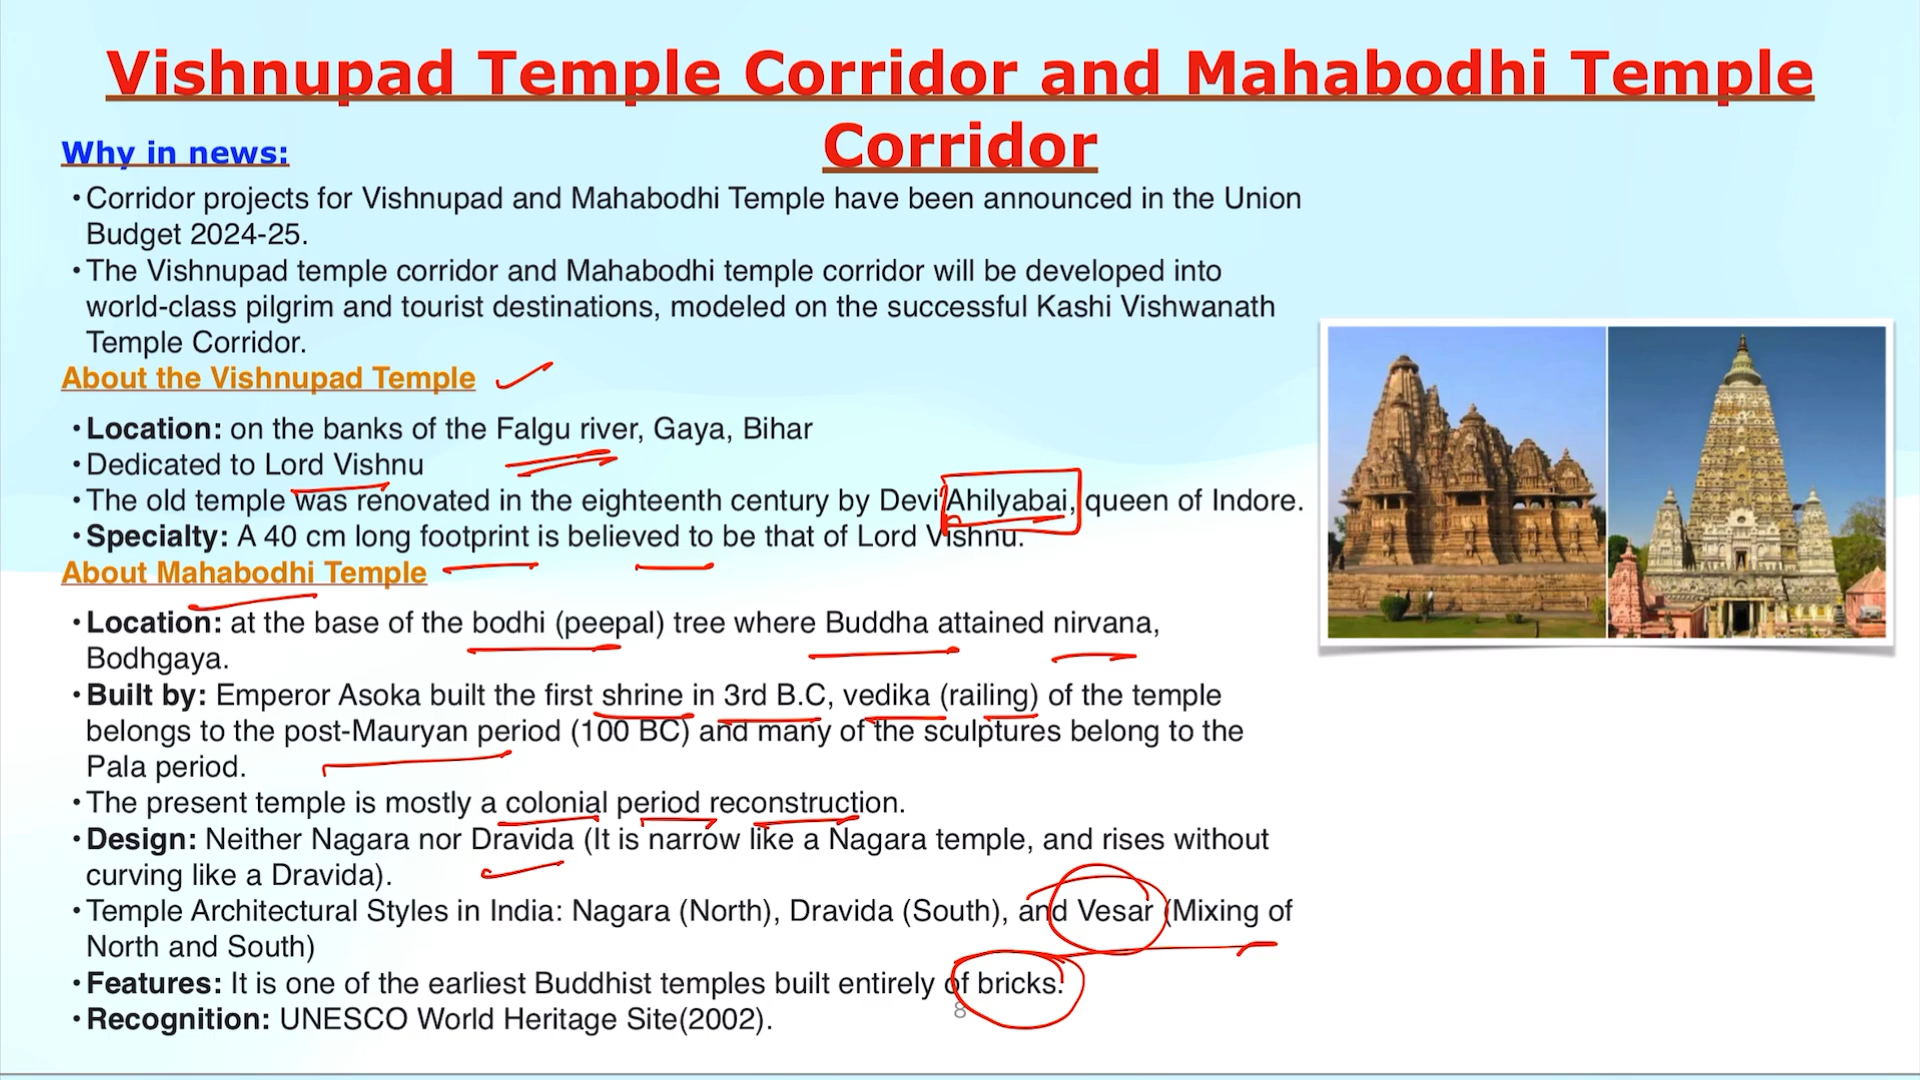 Vishnupad Temple Corridor and Mahabodhi Temple
Corridor
Why in news:
• Corridor projects for Vishnupad and Mahabodhi Temple have been announced in the Union
Budget 2024-25.
• The Vishnupad temple corridor and Mahabodhi temple corridor will be developed into
world-class pilgrim and tourist destinations, modeled on the successful Kashi Vishwanath
Temple Corridor.
About the Vishnupad Temple
• Location: on the banks of the Falgu river, Gaya, Bihar
• Dedicated to Lord Vishnu
• The old temple was renovated in the eighteenth century by Devi Ahilyabai, queen of Indore.
• Specialty: A 40 cm long footprint is believed to be that of Lord Vishnu.
About Mahabodhi Temple
• Location: at the base of the bodhi (peepal) tree where Buddha attained nirvana,
Bodhgaya.
• Built by: Emperor Asoka built the first shrine in 3rd B.C, vedika (railing) of the temple
belongs to the post-Mauryan period (100 BC) and many of the sculptures belong to the
Pala period.
• The present temple is mostly a colonial period reconstruction.
• Design: Neither Nagara nor Dravida (It is narrow like a Nagara temple, and rises without
curving like a Dravida).
• Temple Architectural Styles in India: Nagara (North), Dravida (South), and Vesar (Mixing of
North and South)
• Features: It is one of the earliest Buddhist temples built entirely of bricks.
• Recognition: UNESCO World Heritage Site(2002).
8